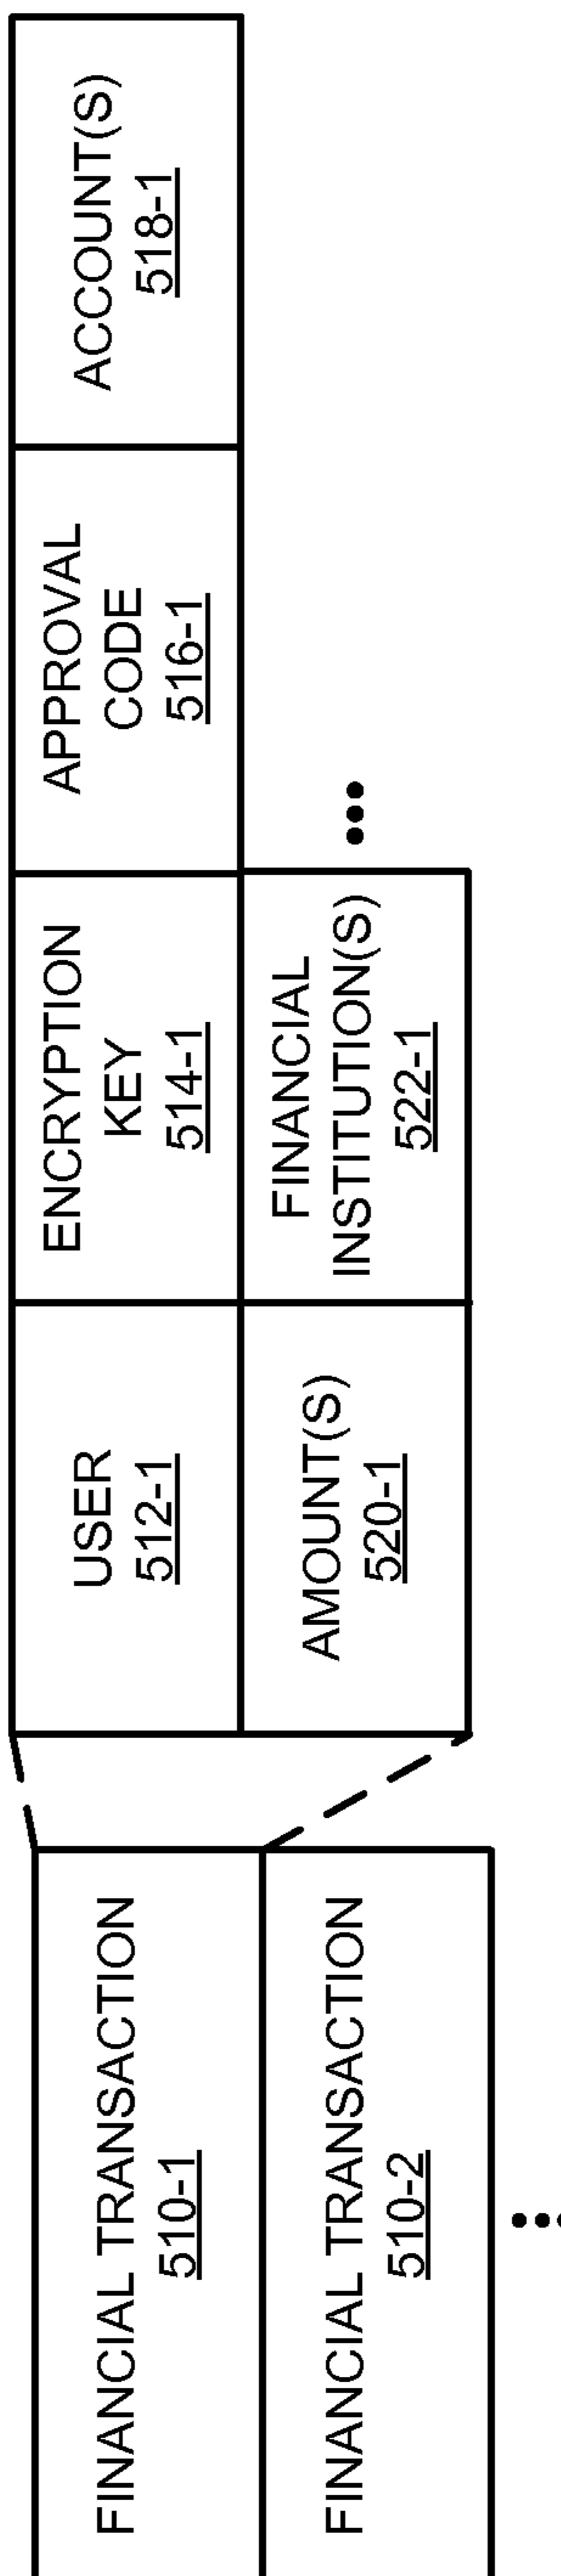 FINANCIAL TRANSACTION
510-1
FINANCIAL TRANSACTION
510-2
USER
512-1
ENCRYPTION
KEY
514-1
APPROVAL
CODE
516-1
ACCOUNT(S)
518-1
AMOUNT(S)
520-1
FINANCIAL
INSTITUTION(S)
522-1